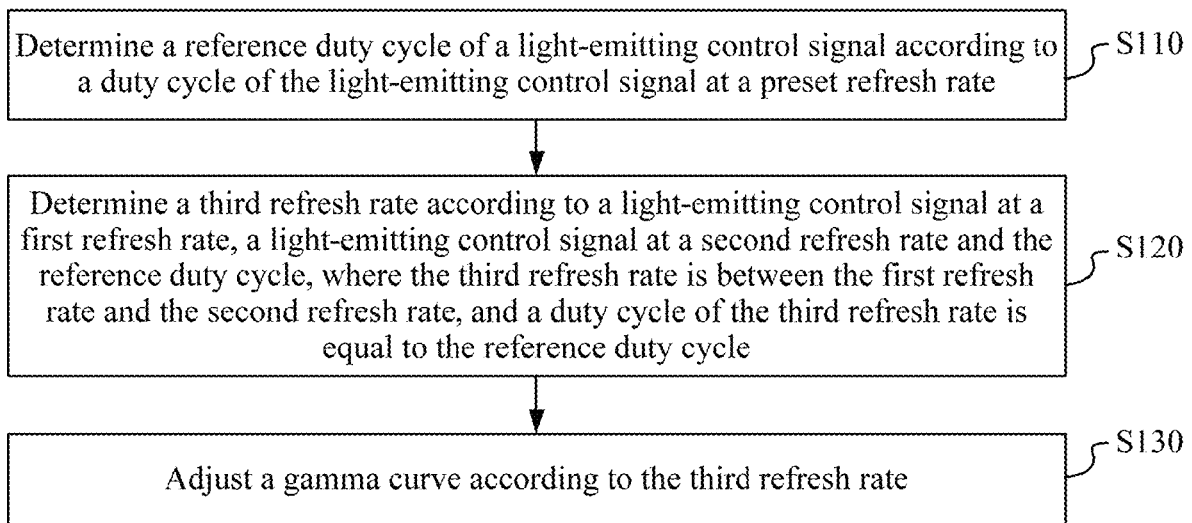 Determine a reference duty cycle of a light-emitting control signal according to
a duty cycle of the light-emitting control signal at a preset refresh rate
S110
Determine a third refresh rate according to a light-emitting control signal at a
first refresh rate, a light-emitting control signal at a second refresh rate and the
reference duty cycle, where the third refresh rate is between the first refresh
rate and the second refresh rate, and a duty cycle of the third refresh rate is
equal to the reference duty cycle
S120
Adjust a gamma curve according to the third refresh rate
S130